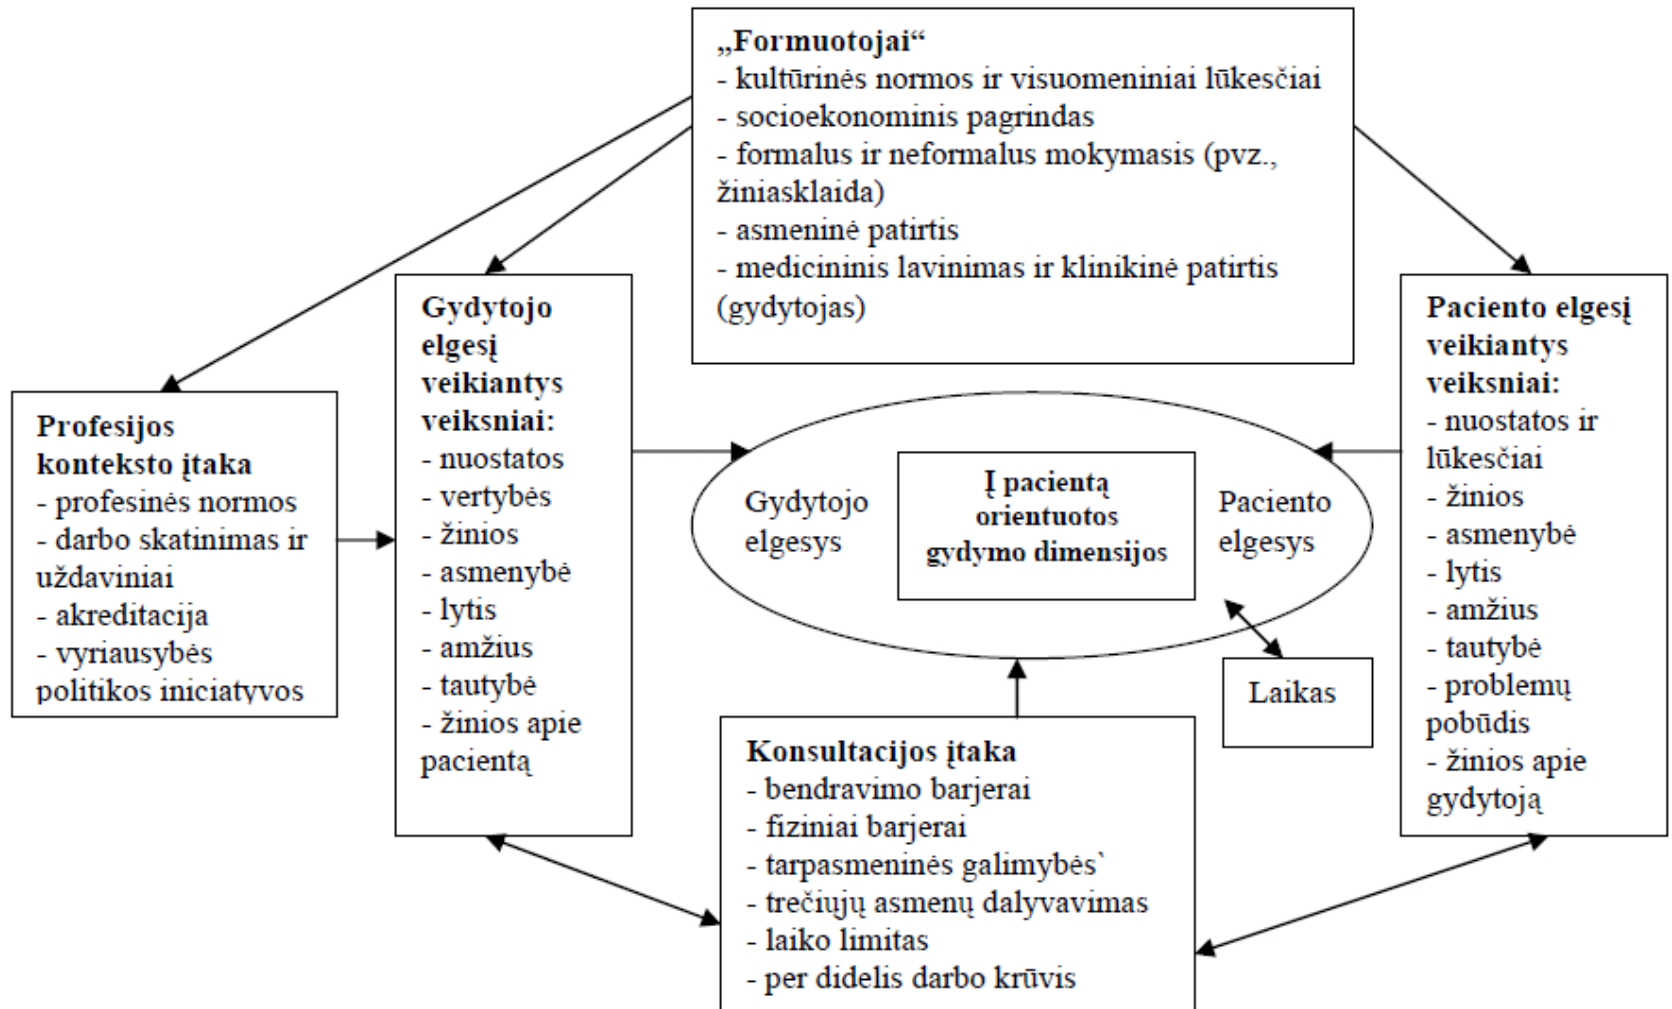 „Formuotojai“
- kultūrinės normos ir visuomeniniai lūkesčiai
- socioekonominis pagrindas
- formalus ir neformalus mokymasis (pvz.,
žiniasklaida)
- asmeninė patirtis
- medicininis lavinimas ir klinikinė patirtis
(gydytojas)
Profesijos
konteksto įtaka
- profesinės normos
- darbo skatinimas ir
uždaviniai
- akreditacija
- vyriausybės
politikos iniciatyvos
Gydytojo
elgesį
veikiantys
veiksniai:
- nuostatos
- vertybės
- žinios
- asmenybė
- lytis
- amžius
- tautybė
- žinios apie
pacientą
Gydytojo
elgesys
Į pacientą
orientuotos
gydymo dimensijos
Paciento
elgesys
Laikas
Paciento elgesį
veikiantys
veiksniai:
- nuostatos ir
lūkesčiai
- žinios
- asmenybė
- lytis
- amžius
- tautybė
- problemų
pobūdis
- žinios apie
gydytoją
Konsultacijos įtaka
- bendravimo barjerai
- fiziniai barjerai
- tarpasmeninės galimybės`
- trečiųjų asmenų dalyvavimas
- laiko limitas
- per didelis darbo krūvis